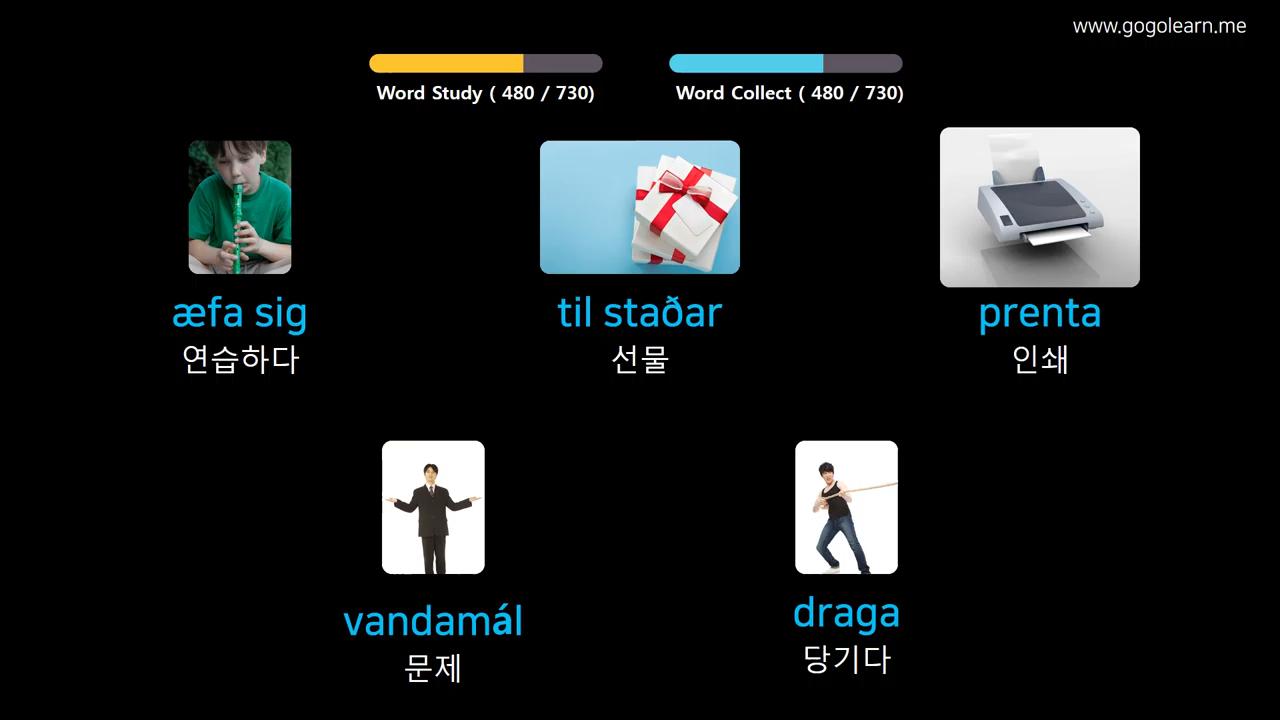 www.gogolearn.me
Word Study ( 480 / 730)
Word Collect ( 480 / 730)
æfa sig
연습하다
til staðar
선물
prenta
인쇄
vandamál
문제
draga
당기다